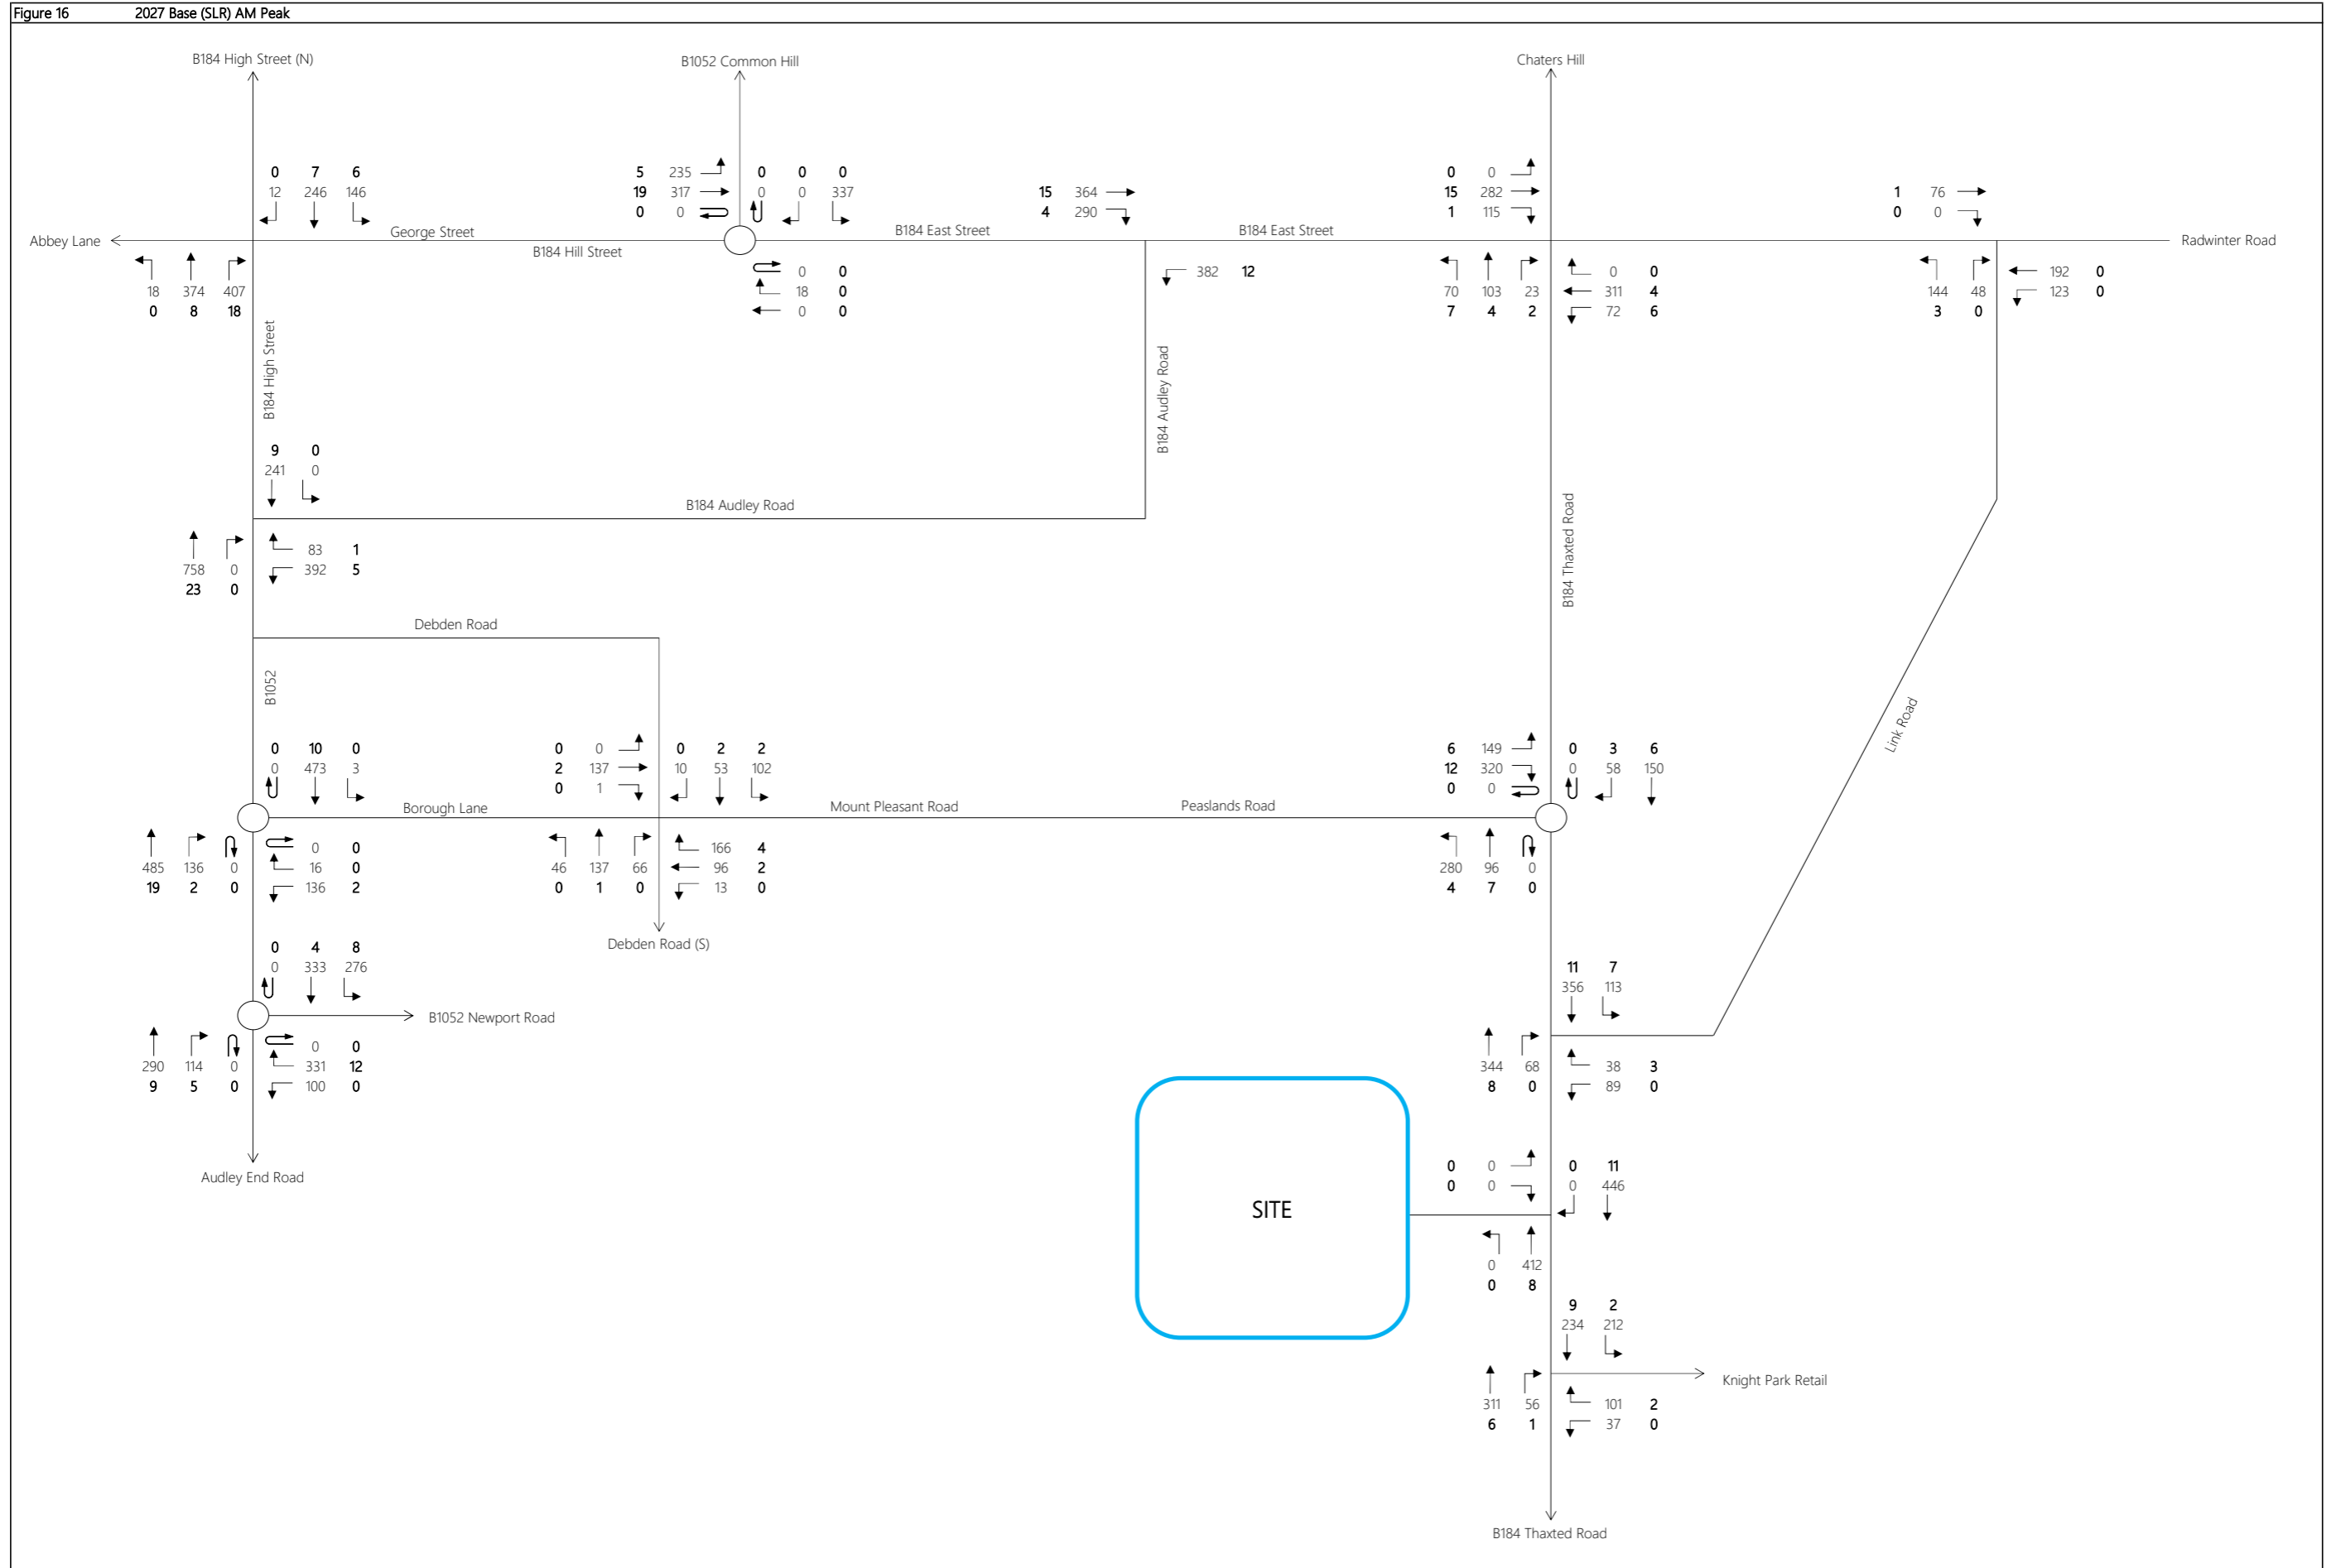 Figure 16 2027 Base (SLR) AM Peak
B184 High Street (N)
B1052 Common Hill
Chaters Hill
0 7 6
12 246 146
5 235
19 317
0 0
0 0 0
0 0 337
15 364
4 290
0 0
15 282
1 115
1 76
0 0
Abbey Lane
George Street
B184 Hill Street
B184 East Street
B184 East Street
Radwinter Road
18 374 407
0 8 18
0 0
18 0
0 0
382 12
70 103 23
7 4 2
0 0
311 4
72 6
144 48
3 0
192 0
123 0
B184 High Street
B184 Audley Road
9 0
241 0
B184 Audley Road
B184 Thaxted Road
758 0
23 0
83 1
392 5
Debden Road
B1052
Link Road
0 10 0
0 473 3
0 0
2 137
0 1
0 2 2
10 53 102
6 149
12 320
0 0
0 3 6
0 58 150
Borough Lane
Mount Pleasant Road
Peaslands Road
485 136 0
19 2 0
0 0
16 0
136 2
46 137 66
0 1 0
166 4
96 2
13 0
280 96 0
4 7 0
Debden Road (S)
0 4 8
0 333 276
11 7
356 113
B1052 Newport Road
290 114 0
9 5 0
0 0
331 12
100 0
344 68
8 0
38 3
89 0
Audley End Road
SITE
0 0
0 0
0 11
0 446
0 412
0 8
9 2
234 212
Knight Park Retail
311 56
6 1
101 2
37 0
B184 Thaxted Road